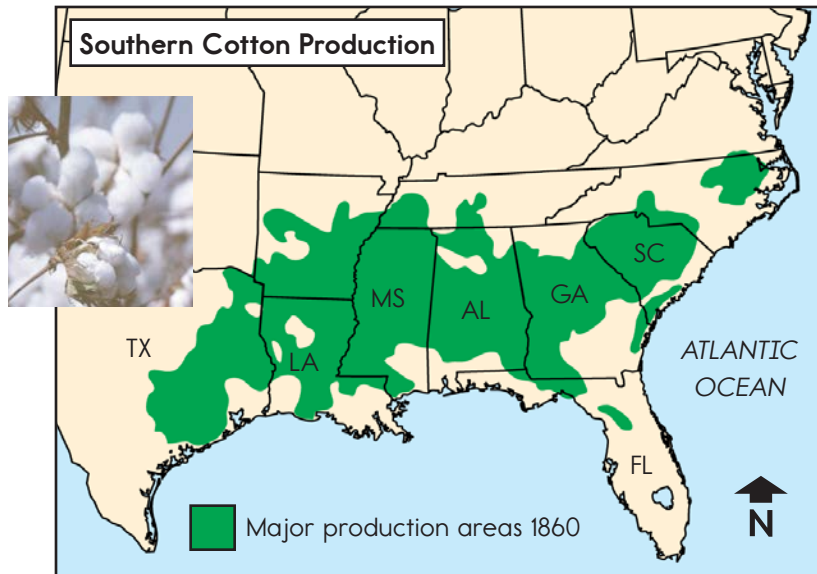 Southern Cotton Production
SC
MS
AL
GA
TX
LA
ATLANTIC
OCEAN
FL
Major production areas 1860
N